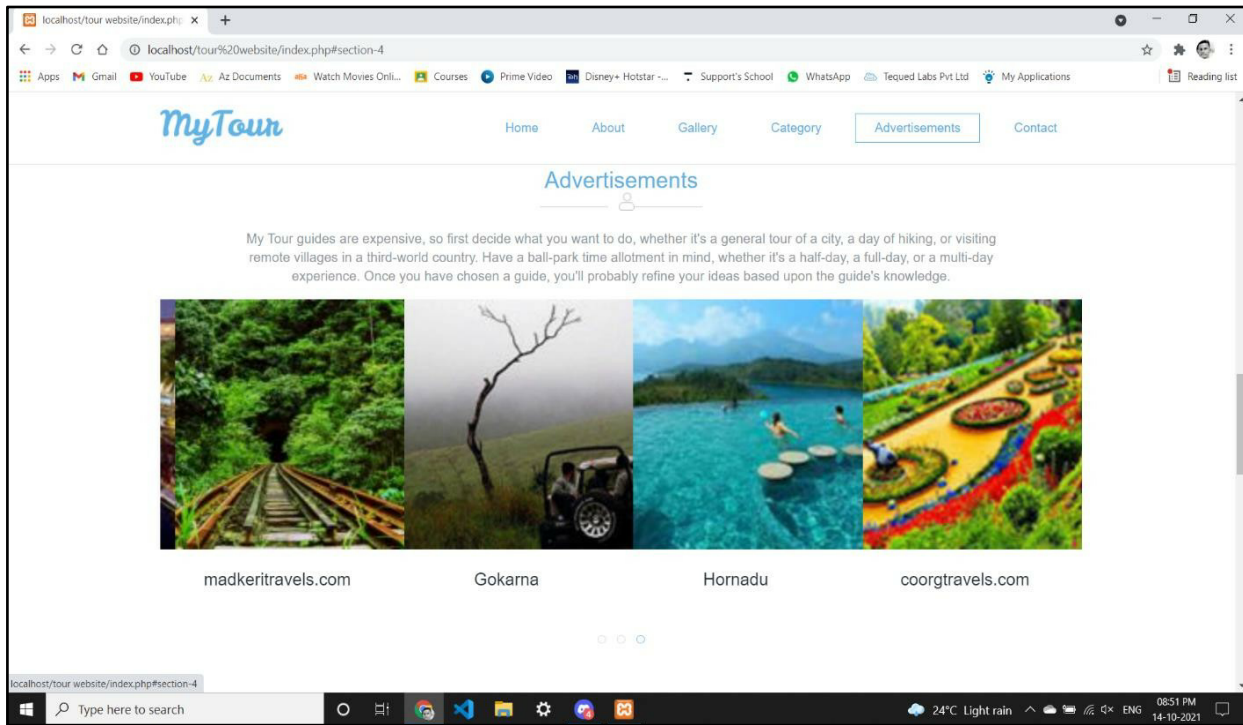 localhost/tour website/index.php
localhost/tour%20website/index.php#section-4
Apps Gmail YouTube Az Documents Watch Movies Onli... Courses Prime Video Disney+ Hotstar -... Support's School WhatsApp Tequed Labs Pvt Ltd My Applications Reading list
MyTour Home About Gallery Category Advertisements Contact
Advertisements
My Tour guides are expensive, so first decide what you want to do, whether it's a general tour of a city, a day of hiking, or visiting
remote villages in a third-world country. Have a ball-park time allotment in mind, whether it's a half-day, a full-day, or a multi-day
experience. Once you have chosen a guide, you'll probably refine your ideas based upon the guide's knowledge.
madkeritravels.com Gokarna Hornadu coorgtravels.com
localhost/tour website/index.php#section-4
Type here to search 24°C Light rain ENG 08:51 PM
14-10-2021